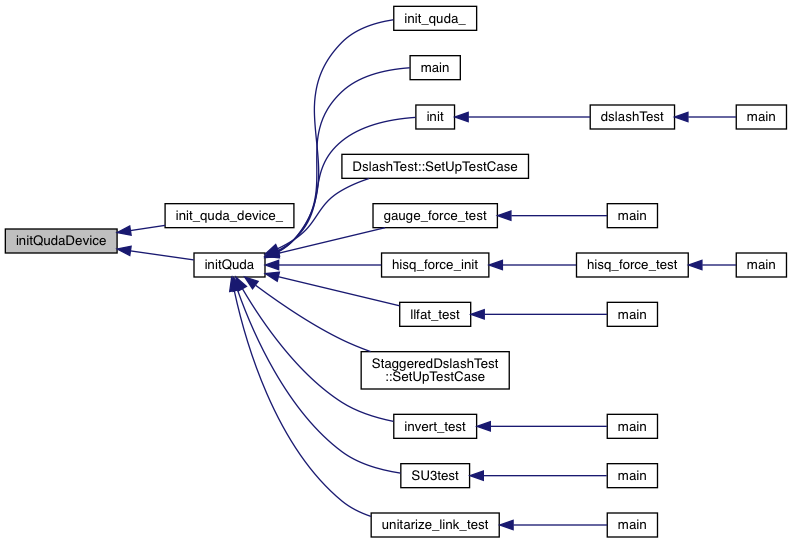 init_quda_
main
init
dslashTest
main
DslashTest::SetUpTestCase
init_quda_device_
gauge_force_test
main
initQudaDevice
initQuda
hisq_force_init
hisq_force_test
main
llfat_test
main
StaggeredDslashTest
::SetUpTestCase
invert_test
main
SU3test
main
unitarize_link_test
main